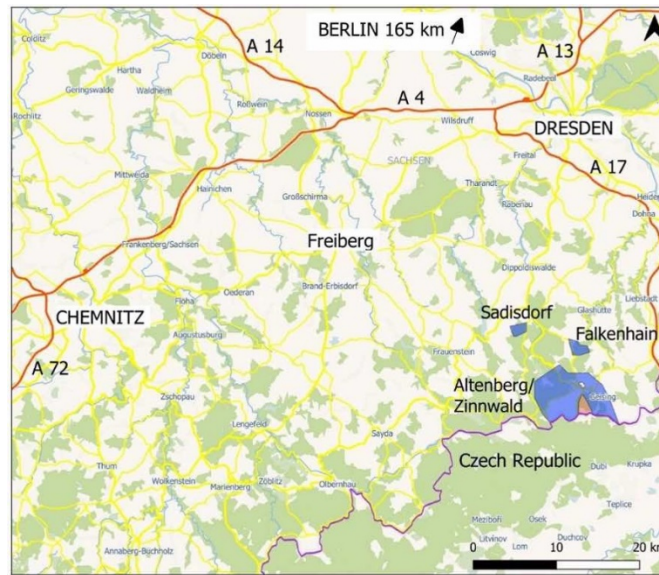 Colditz
Döbeln
A 14
BERLIN 165 km
Coswig
A 13
Radebeul
Hartha
Geringswalde
Waldheim
Rochlitz
Roßwein
Nossen
A 4
Wilsdruff
DRESDEN
SACHSEN
Freital
A 17
Mittweida
Hainichen
Großschirma
Tharandt
Rabenau
Heiden
Dohna
Freiberg
Frankenberg/Sachsen
Dippoldiswalde
Oederan
Brand-Erbisdorf
Flöha
Liebstadt
Glashütte
Sadisdorf
CHEMNITZ
Augustusburg
Falkenhain
Frauenstein
A 72
Altenberg/
Zinnwald
Geising
Zschopau
Lengefeld
Sayda
Czech Republic
Dubí
Krupka
Thum
Wolkenstein
Marienberg
Zöblitz
Olbernhau
Teplice
Meziboří
Osek
Duchcov
Litvínov
Lom
Annaberg-Buchholz
0
10
20 km